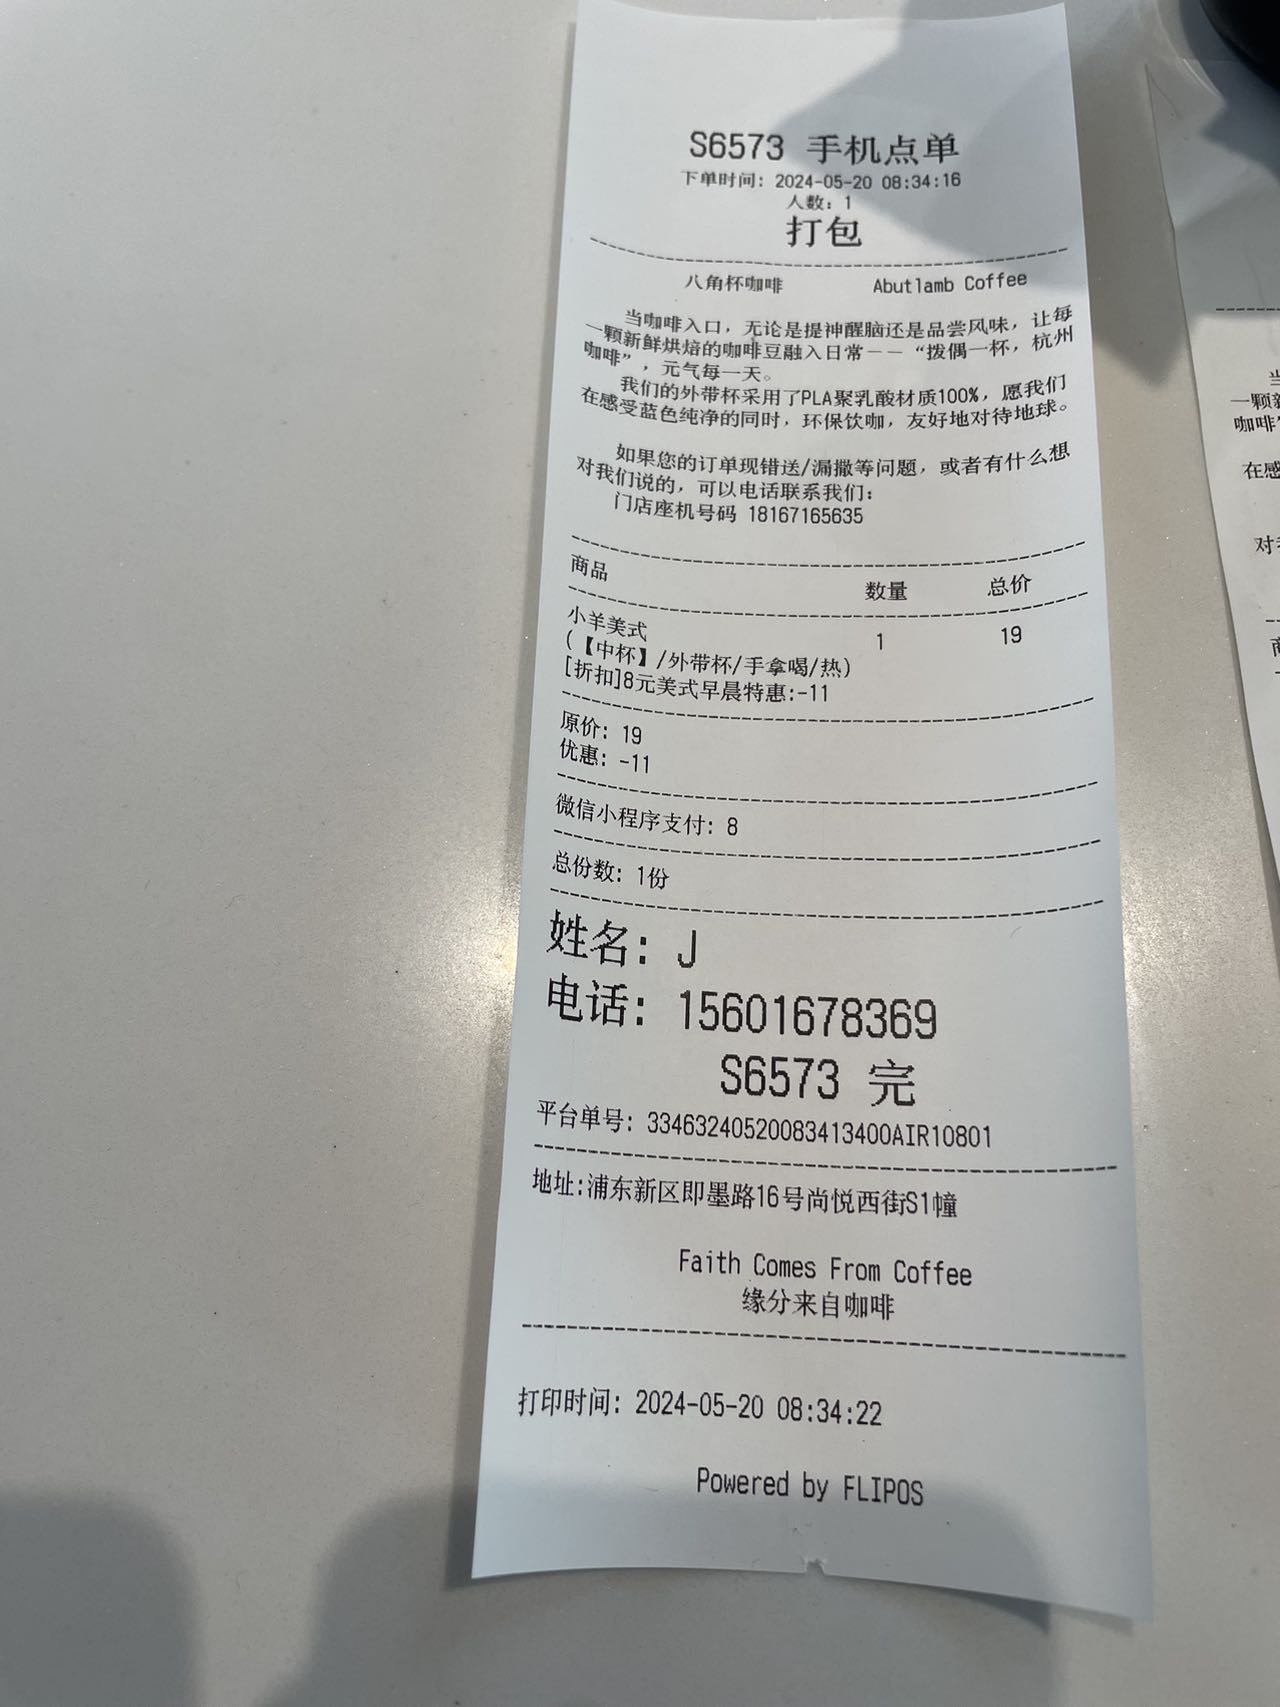 S6573 手机点单
下单时间: 2024-05-20 08:34:16
人数: 1
打包
八角杯咖啡 Abutlamb Coffee
当咖啡入口，无论是提神醒脑还是品尝风味，让每
一颗新鲜烘焙的咖啡豆融入日常——“拨偶一杯，杭州
咖啡”，元气每一天。
我们的外带杯采用了PLA聚乳酸材质100%，愿我们
在感受蓝色纯净的同时，环保饮咖，友好地对待地球。
如果您的订单现错送/漏撒等问题，或者有什么想
对我们说的，可以电话联系我们：
门店座机号码 18167165635
商品 数量 总价
小羊美式 1 19
(【中杯】/外带杯/手拿喝/热)
[折扣]8元美式早晨特惠:-11
原价: 19
优惠: -11
微信小程序支付: 8
总份数: 1份
姓名: J
电话: 15601678369
S6573 完
平台单号: 33463240520083413400AIR10801
地址:浦东新区即墨路16号尚悦西街S1幢
Faith Comes From Coffee
缘分来自咖啡
打印时间: 2024-05-20 08:34:22
Powered by FLIPOS
当
一颗新
咖啡”
在感
对
商